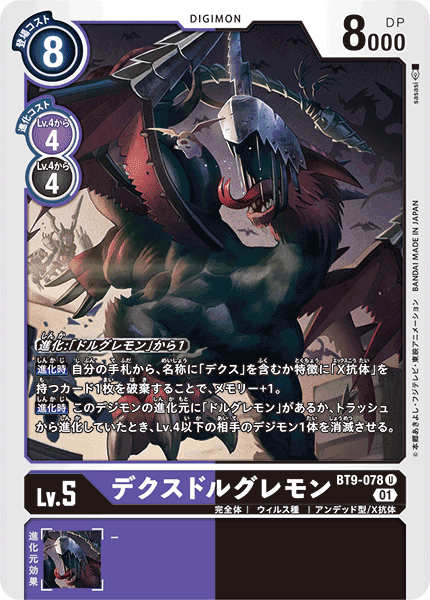 登場コスト
8
DIGIMON
DP
8000
進化コスト
Lv.4から
4
Lv.4から
4
sasasi
BANDAI MADE IN JAPAN
© 本郷あきよし・フジテレビ・東映アニメーション
進化:「ドルグレモン」から1
進化時 自分の手札から、名称に「デクス」を含むか特徴に「X抗体」を
持つカード1枚を破棄することで、メモリー+1。
進化時 このデジモンの進化元に「ドルグレモン」があるか、トラッシュ
から進化していたとき、Lv.4以下の相手のデジモン1体を消滅させる。
Lv.5
デクスドルグレモン
BT9-078 U
01
完全体 | ウィルス種 | アンデッド型/X抗体
進化元効果
-